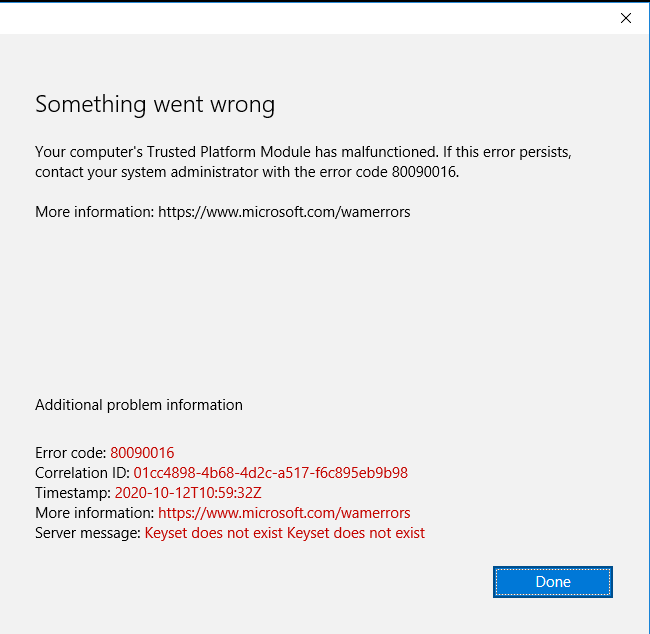 Something went wrong
Your computer's Trusted Platform Module has malfunctioned. If this error persists,
contact your system administrator with the error code 80090016.
More information: https://www.microsoft.com/wamerrors
Additional problem information
Error code: 80090016
Correlation ID: 01cc4898-4b68-4d2c-a517-f6c895eb9b98
Timestamp: 2020-10-12T10:59:32Z
More information: https://www.microsoft.com/wamerrors
Server message: Keyset does not exist Keyset does not exist
Done